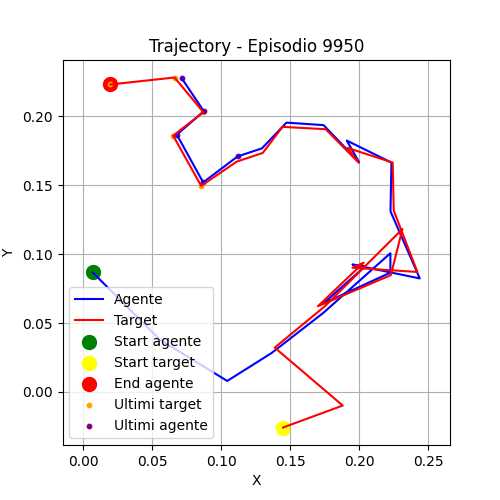 Trajectory - Episodio 9950
Y
0.20
0.15
0.10
0.05
0.00
Agente
Target
Start agente
Start target
End agente
Ultimi target
Ultimi agente
0.00 0.05 0.10 0.15 0.20 0.25
X